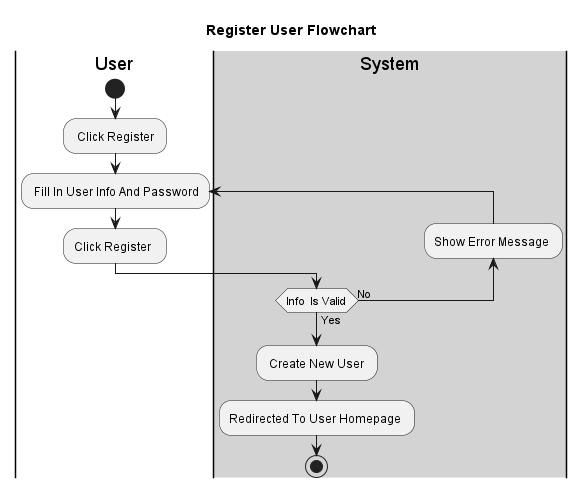 Register User Flowchart
User
System
Click Register
Fill In User Info And Password
Show Error Message
Click Register
Info Is Valid
No
Yes
Create New User
Redirected To User Homepage